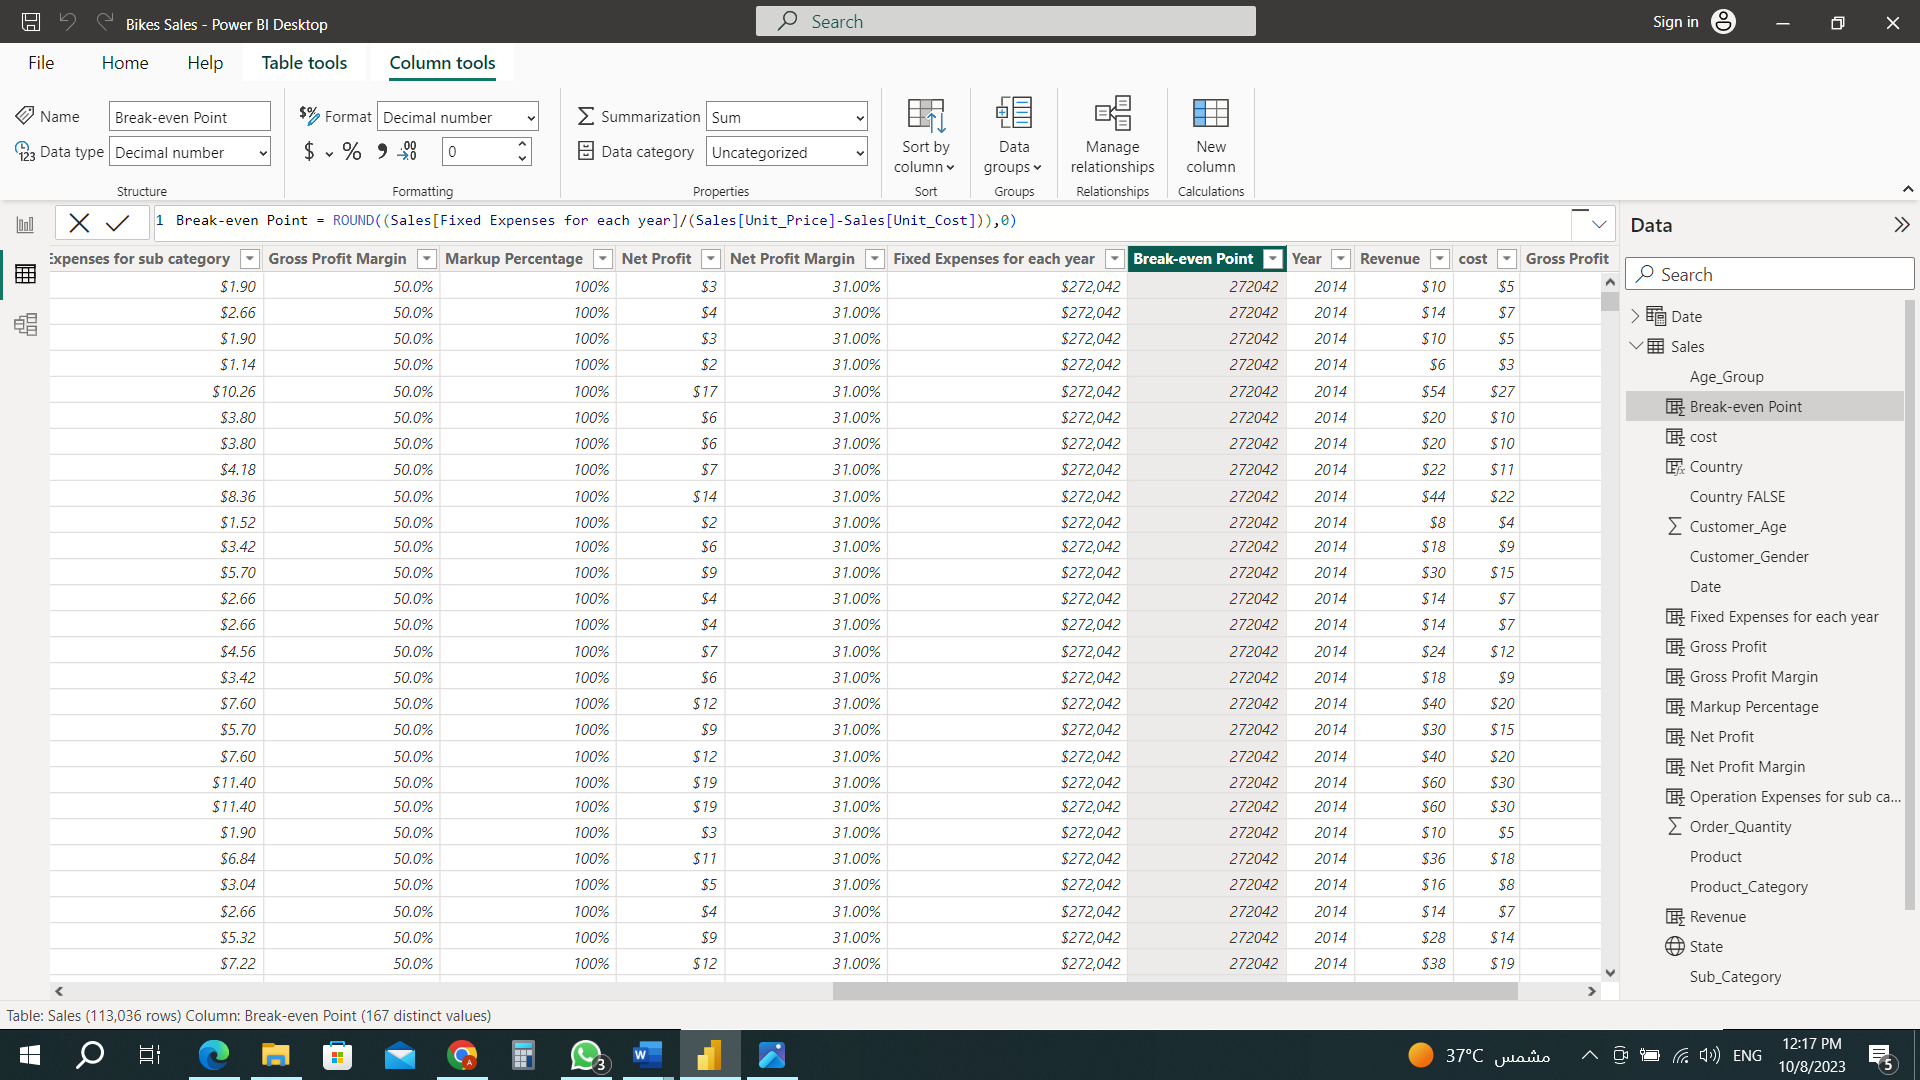 Bikes Sales - Power BI Desktop
Search
Sign in
File Home Help Table tools Column tools
Name Break-even Point
Data type Decimal number
Structure
Format Decimal number
$ % 0
Formatting
Summarization Sum
Data category Uncategorized
Properties
Sort by column
Sort
Data groups
Groups
Manage relationships
Relationships
New column
Calculations
1 Break-even Point = ROUND((Sales[Fixed Expenses for each year]/(Sales[Unit_Price]-Sales[Unit_Cost])),0)
Expenses for sub category Gross Profit Margin Markup Percentage Net Profit Net Profit Margin Fixed Expenses for each year Break-even Point Year Revenue cost Gross Profit
$1.90 50.0% 100% $3 31.00% $272,042 272042 2014 $10 $5
$2.66 50.0% 100% $4 31.00% $272,042 272042 2014 $14 $7
$1.90 50.0% 100% $3 31.00% $272,042 272042 2014 $10 $5
$1.14 50.0% 100% $2 31.00% $272,042 272042 2014 $6 $3
$10.26 50.0% 100% $17 31.00% $272,042 272042 2014 $54 $27
$3.80 50.0% 100% $6 31.00% $272,042 272042 2014 $20 $10
$3.80 50.0% 100% $6 31.00% $272,042 272042 2014 $20 $10
$4.18 50.0% 100% $7 31.00% $272,042 272042 2014 $22 $11
$8.36 50.0% 100% $14 31.00% $272,042 272042 2014 $44 $22
$1.52 50.0% 100% $2 31.00% $272,042 272042 2014 $8 $4
$3.42 50.0% 100% $6 31.00% $272,042 272042 2014 $18 $9
$5.70 50.0% 100% $9 31.00% $272,042 272042 2014 $30 $15
$2.66 50.0% 100% $4 31.00% $272,042 272042 2014 $14 $7
$2.66 50.0% 100% $4 31.00% $272,042 272042 2014 $14 $7
$4.56 50.0% 100% $7 31.00% $272,042 272042 2014 $24 $12
$3.42 50.0% 100% $6 31.00% $272,042 272042 2014 $18 $9
$7.60 50.0% 100% $12 31.00% $272,042 272042 2014 $40 $20
$5.70 50.0% 100% $9 31.00% $272,042 272042 2014 $30 $15
$7.60 50.0% 100% $12 31.00% $272,042 272042 2014 $40 $20
$11.40 50.0% 100% $19 31.00% $272,042 272042 2014 $60 $30
$11.40 50.0% 100% $19 31.00% $272,042 272042 2014 $60 $30
$1.90 50.0% 100% $3 31.00% $272,042 272042 2014 $10 $5
$6.84 50.0% 100% $11 31.00% $272,042 272042 2014 $36 $18
$3.04 50.0% 100% $5 31.00% $272,042 272042 2014 $16 $8
$2.66 50.0% 100% $4 31.00% $272,042 272042 2014 $14 $7
$5.32 50.0% 100% $9 31.00% $272,042 272042 2014 $28 $14
$7.22 50.0% 100% $12 31.00% $272,042 272042 2014 $38 $19
Data
Search
Date
Sales
Age_Group
Break-even Point
cost
Country
Country FALSE
Customer_Age
Customer_Gender
Date
Fixed Expenses for each year
Gross Profit
Gross Profit Margin
Markup Percentage
Net Profit
Net Profit Margin
Operation Expenses for sub ca...
Order_Quantity
Product
Product_Category
Revenue
State
Sub_Category
Table: Sales (113,036 rows) Column: Break-even Point (167 distinct values)
3
37°C مشمس
ENG
12:17 PM
10/8/2023
5